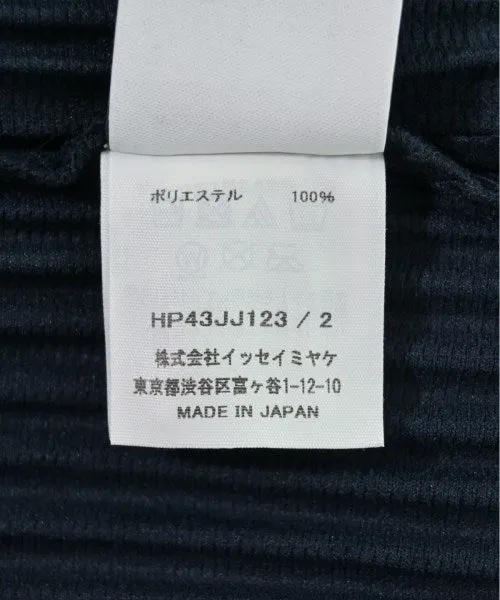 ポリエステル 100%
HP43JJ123 / 2
株式会社イッセイミヤケ
東京都渋谷区富ヶ谷1-12-10
MADE IN JAPAN